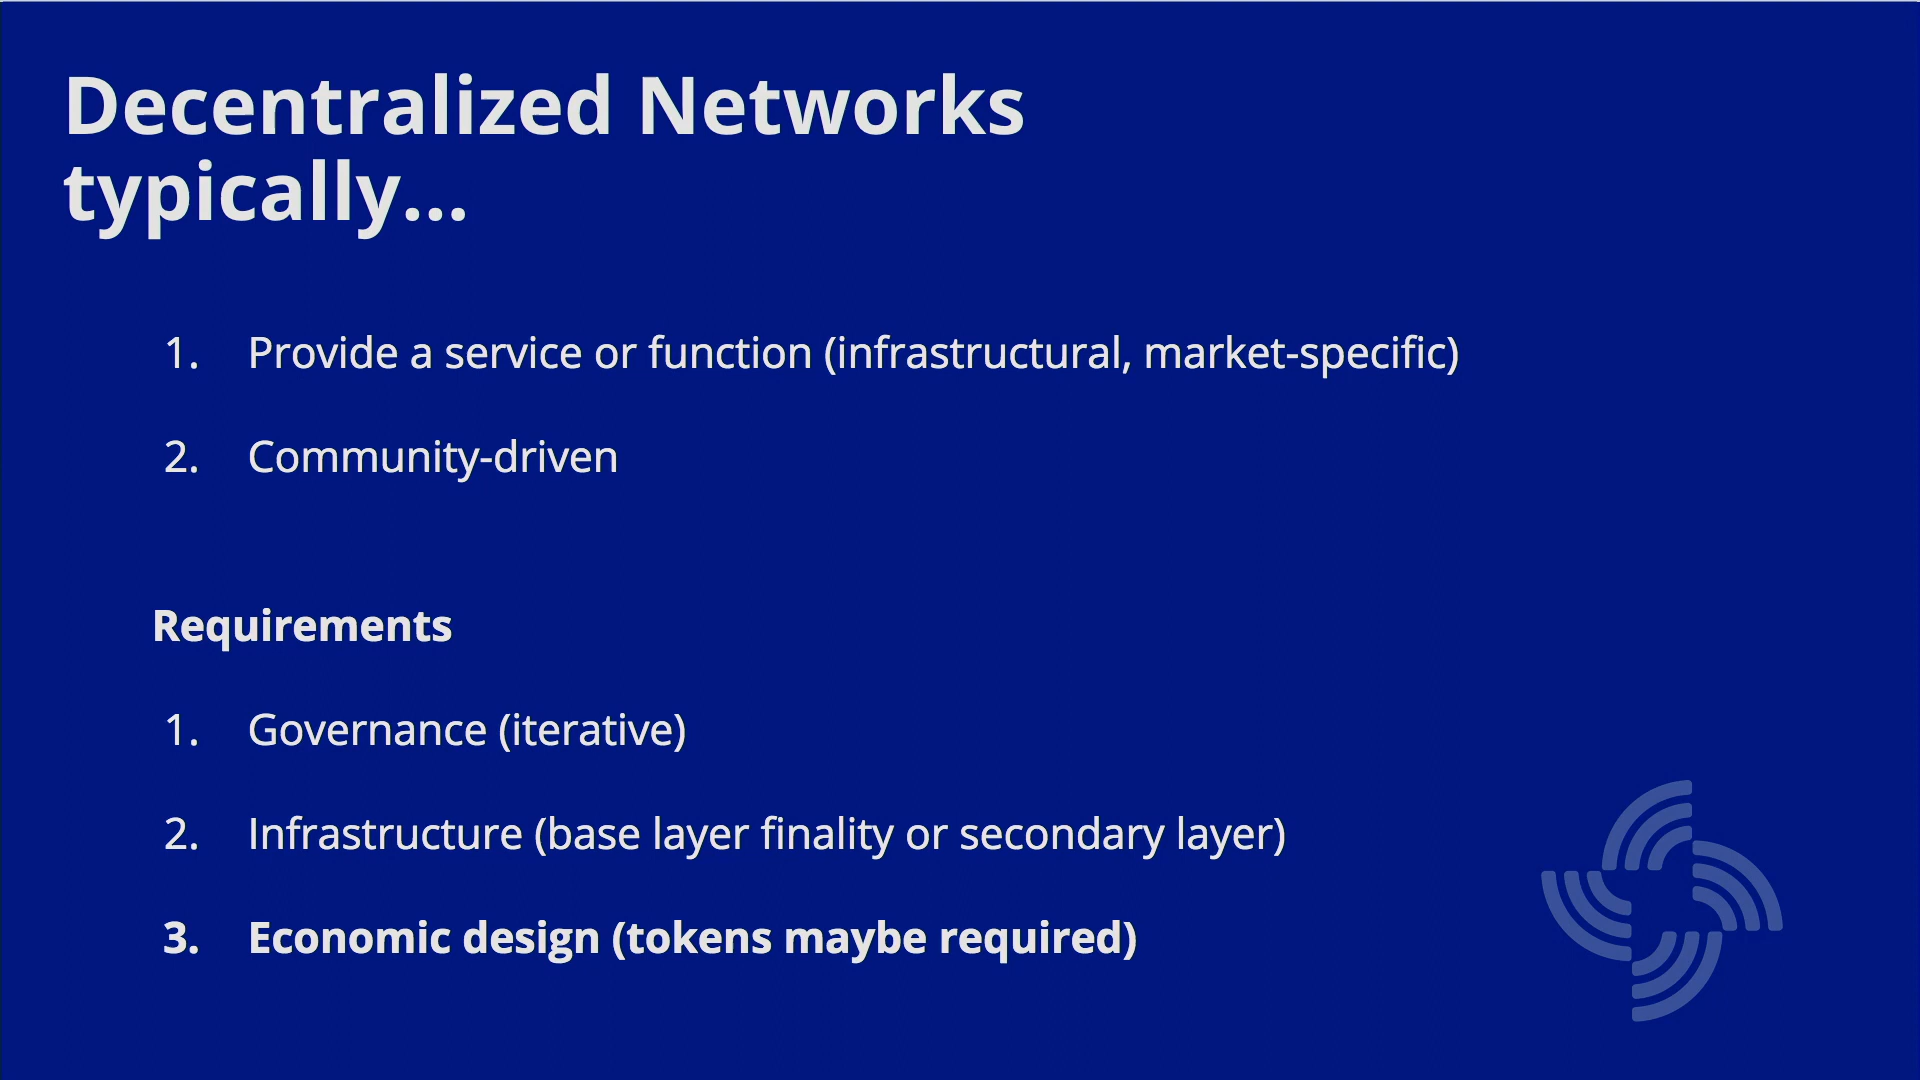 Decentralized Networks
typically...
1. Provide a service or function (infrastructural, market-specific)
2. Community-driven
Requirements
1. Governance (iterative)
2. Infrastructure (base layer finality or secondary layer)
3. Economic design (tokens maybe required)